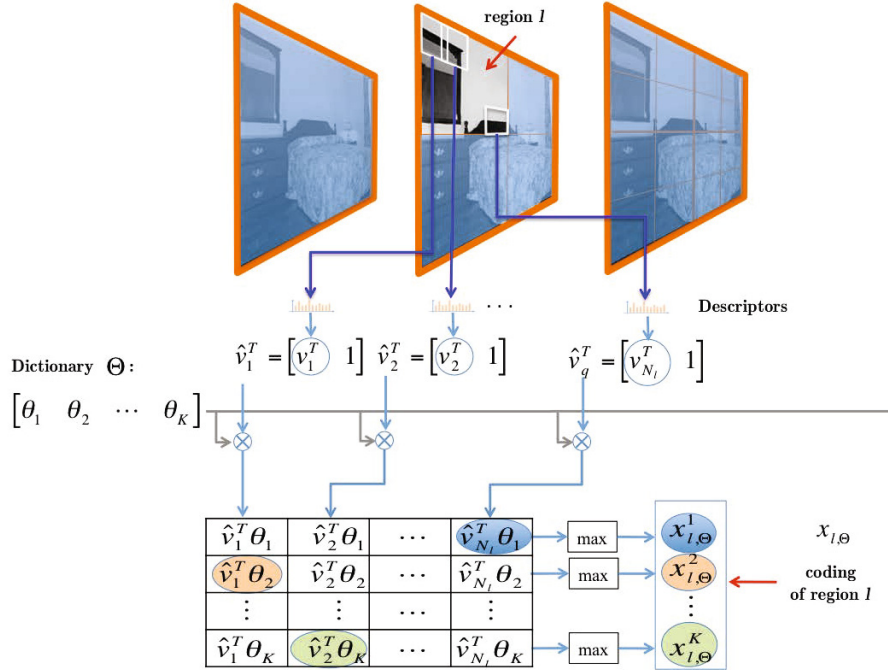 region l
. . .
Descriptors
v̂₁ᵀ = [v₁ᵀ 1] v̂₂ᵀ = [v₂ᵀ 1] v̂_qᵀ = [v_{N_l}ᵀ 1]
Dictionary Θ :
[θ₁ θ₂ ⋯ θ_K]
v̂₁ᵀθ₁ v̂₂ᵀθ₁ ⋯ v̂_{N_l}ᵀθ₁ max x¹_{l,Θ} x_{l,Θ}
v̂₁ᵀθ₂ v̂₂ᵀθ₂ ⋯ v̂_{N_l}ᵀθ₂ max x²_{l,Θ} coding
of region l
⋮ ⋮ ⋯ ⋮ ⋮
v̂₁ᵀθ_K v̂₂ᵀθ_K ⋯ v̂_{N_l}ᵀθ_K max x^K_{l,Θ}